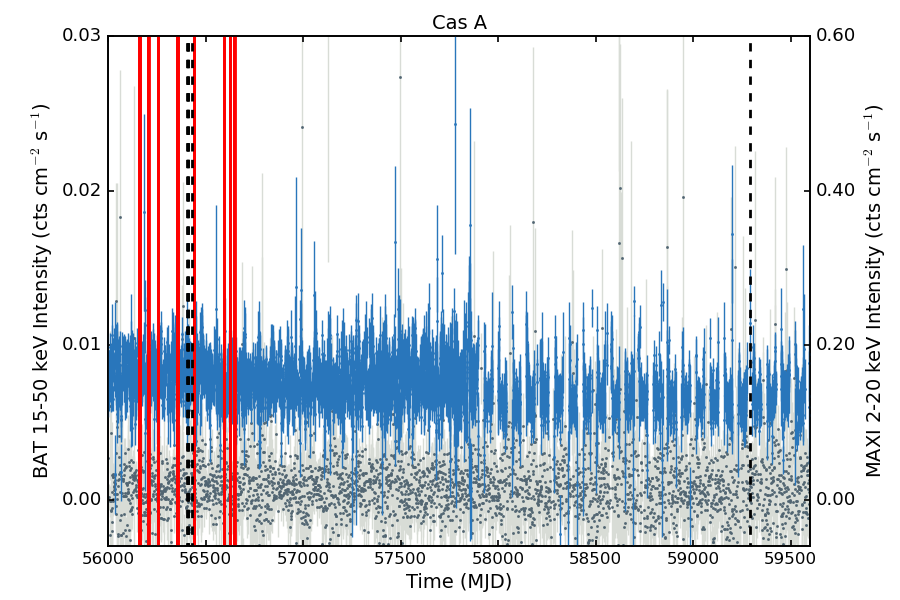 Cas A
0.03
0.02
0.01
0.00
BAT 15-50 keV Intensity (cts cm⁻² s⁻¹)
0.60
0.40
0.20
0.00
MAXI 2-20 keV Intensity (cts cm⁻² s⁻¹)
56000 56500 57000 57500 58000 58500 59000 59500
Time (MJD)